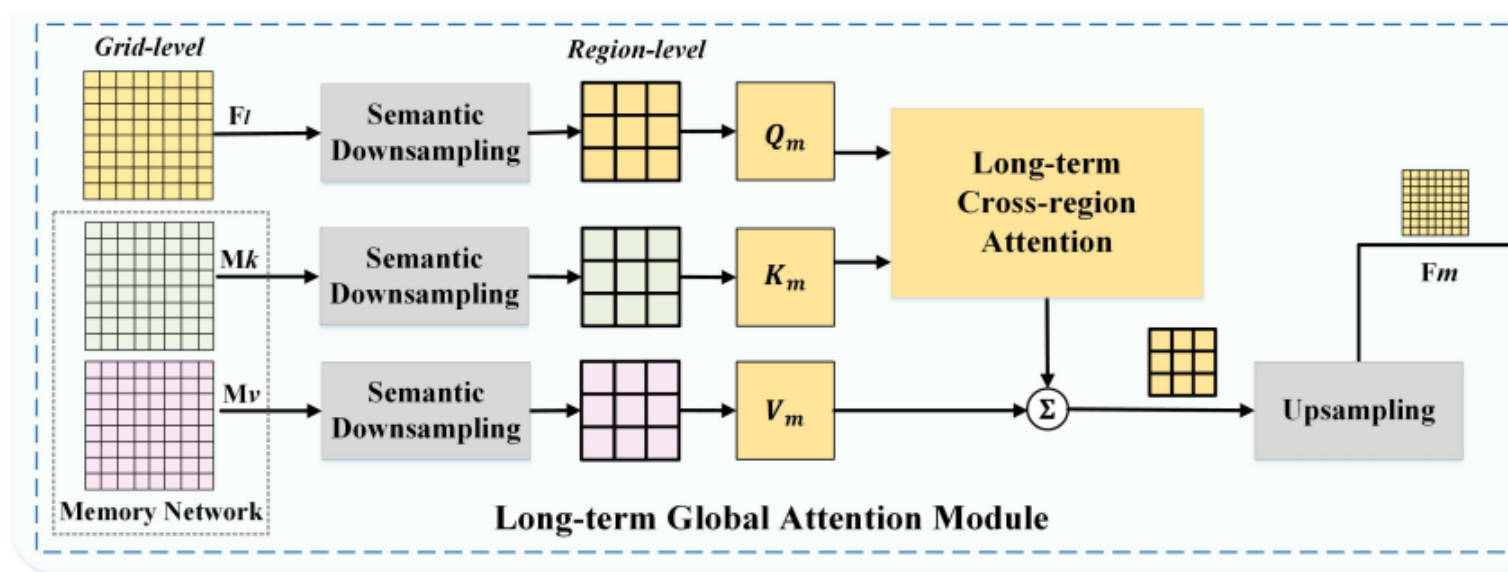 Grid-level
Region-level
Fl
Semantic
Downsampling
Qm
Long-term
Cross-region
Attention
Mk
Semantic
Downsampling
Km
Fm
Mv
Semantic
Downsampling
Vm
Σ
Upsampling
Memory Network
Long-term Global Attention Module